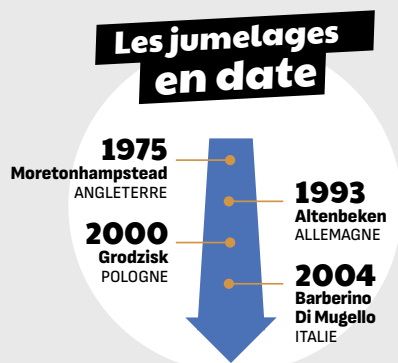 Les jumelages
en date
1975
Moretonhampstead
ANGLETERRE
1993
Altenbeken
ALLEMAGNE
2000
Grodzisk
POLOGNE
2004
Barberino
Di Mugello
ITALIE